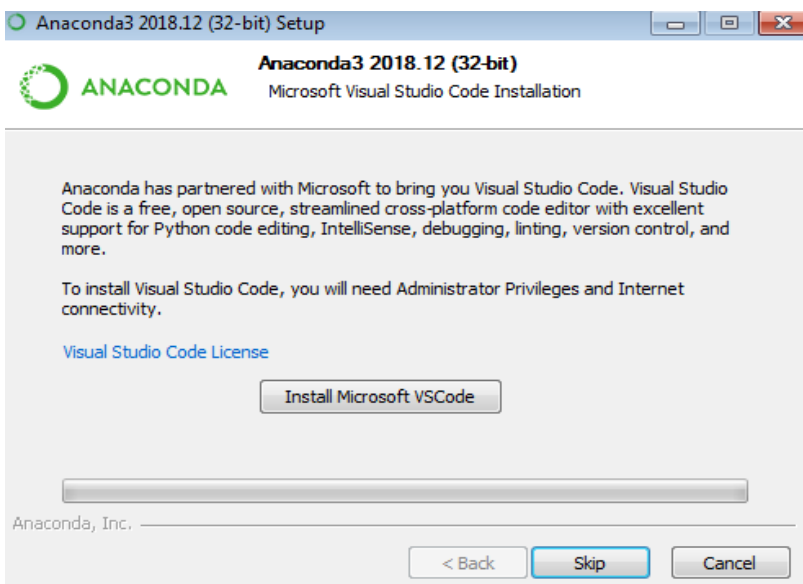 Anaconda3 2018.12 (32-bit) Setup
ANACONDA
Anaconda3 2018.12 (32-bit)
Microsoft Visual Studio Code Installation
Anaconda has partnered with Microsoft to bring you Visual Studio Code. Visual Studio
Code is a free, open source, streamlined cross-platform code editor with excellent
support for Python code editing, IntelliSense, debugging, linting, version control, and
more.
To install Visual Studio Code, you will need Administrator Privileges and Internet
connectivity.
Visual Studio Code License
Install Microsoft VSCode
Anaconda, Inc.
< Back
Skip
Cancel